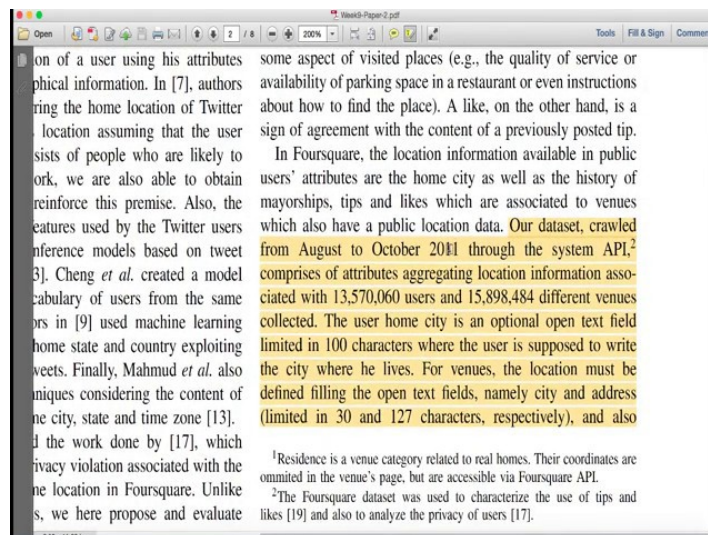 Week9-Paper-2.pdf
Open
2 / 8
200%
Tools
Fill & Sign
Commen
on of a user using his attributes
phical information. In [7], authors
ring the home location of Twitter
location assuming that the user
sists of people who are likely to
ork, we are also able to obtain
reinforce this premise. Also, the
eatures used by the Twitter users
nference models based on tweet
3]. Cheng et al. created a model
cabulary of users from the same
ors in [9] used machine learning
home state and country exploiting
weets. Finally, Mahmud et al. also
niques considering the content of
ne city, state and time zone [13].
d the work done by [17], which
rivacy violation associated with the
ne location in Foursquare. Unlike
s, we here propose and evaluate
some aspect of visited places (e.g., the quality of service or
availability of parking space in a restaurant or even instructions
about how to find the place). A like, on the other hand, is a
sign of agreement with the content of a previously posted tip.
In Foursquare, the location information available in public
users' attributes are the home city as well as the history of
mayorships, tips and likes which are associated to venues
which also have a public location data. Our dataset, crawled
from August to October 2011 through the system API,2
comprises of attributes aggregating location information asso-
ciated with 13,570,060 users and 15,898,484 different venues
collected. The user home city is an optional open text field
limited in 100 characters where the user is supposed to write
the city where he lives. For venues, the location must be
defined filling the open text fields, namely city and address
(limited in 30 and 127 characters, respectively), and also
1Residence is a venue category related to real homes. Their coordinates are
ommited in the venue's page, but are accessible via Foursquare API.
2The Foursquare dataset was used to characterize the use of tips and
likes [19] and also to analyze the privacy of users [17].